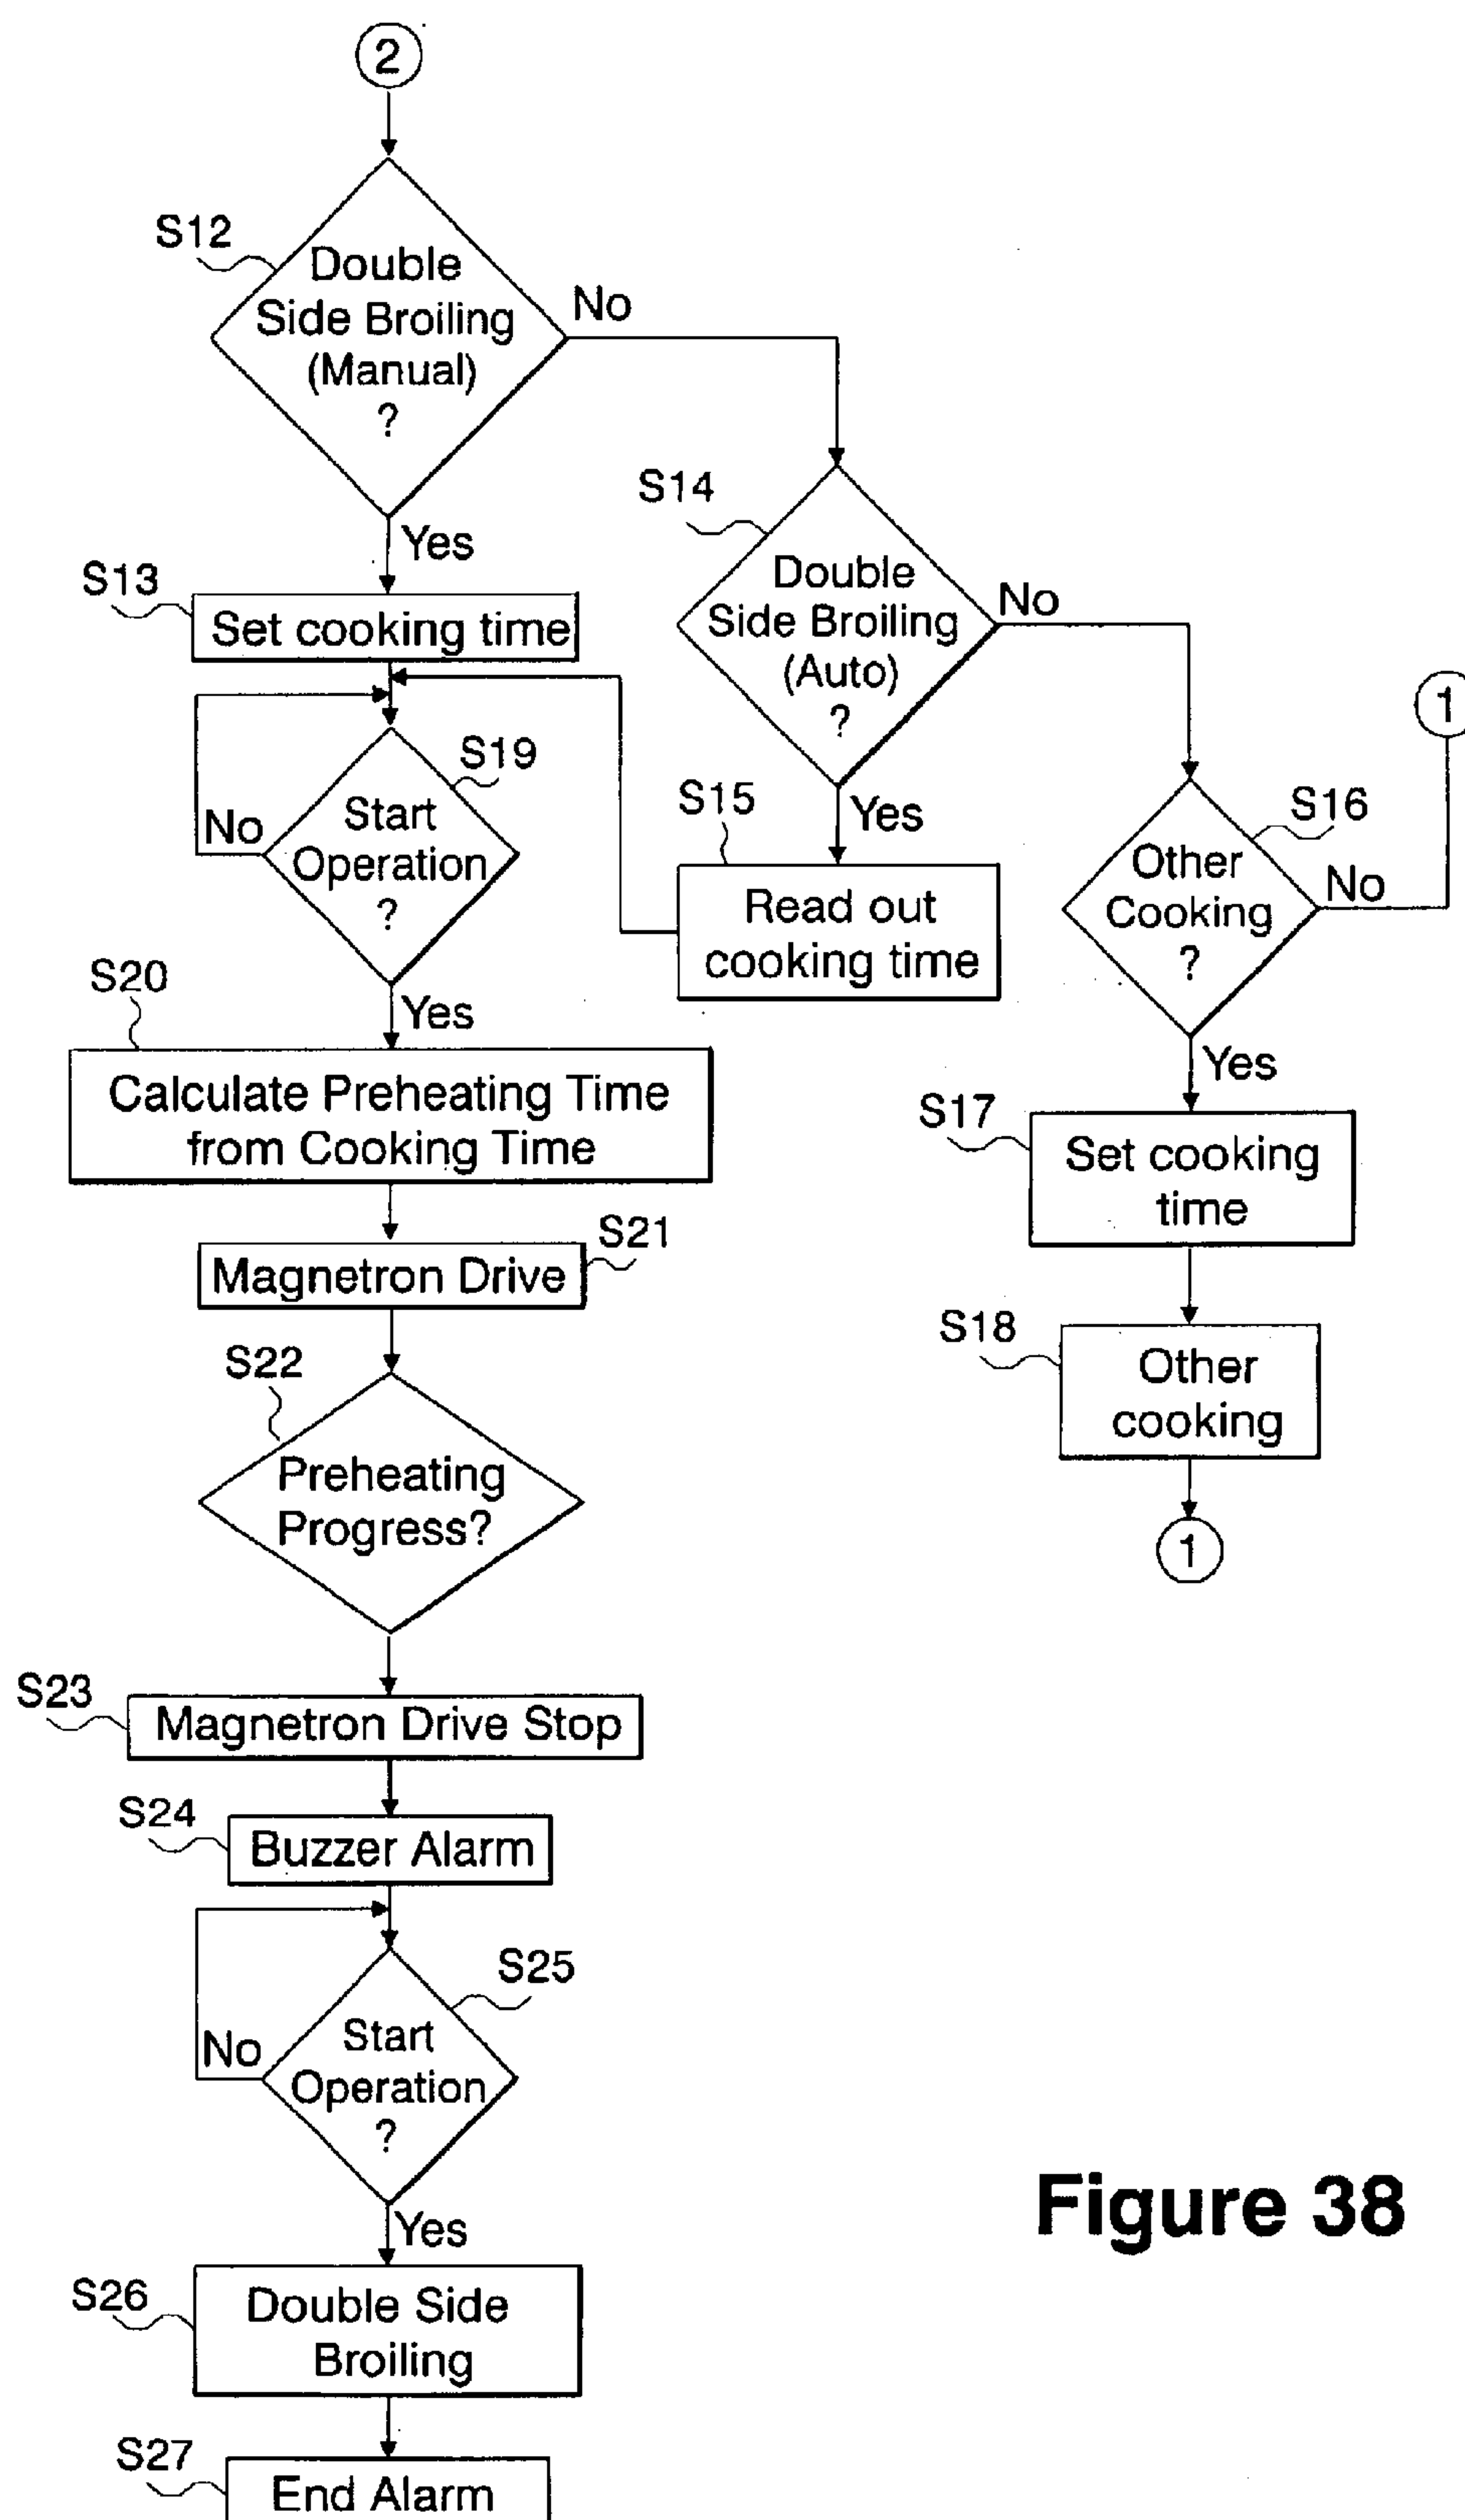 2
S12
Double
Side Broiling
(Manual)
?
No
Yes
S13
Set cooking time
S14
Double
Side Broiling
(Auto)
?
No
Yes
S15
Read out
cooking time
1
S16
Other
Cooking
?
No
Yes
S17
Set cooking
time
S18
Other
cooking
1
S19
Start
Operation
?
No
Yes
S20
Calculate Preheating Time
from Cooking Time
S21
Magnetron Drive
S22
Preheating
Progress?
S23
Magnetron Drive Stop
S24
Buzzer Alarm
S25
Start
Operation
?
No
Yes
S26
Double Side
Broiling
S27
End Alarm
Figure 38